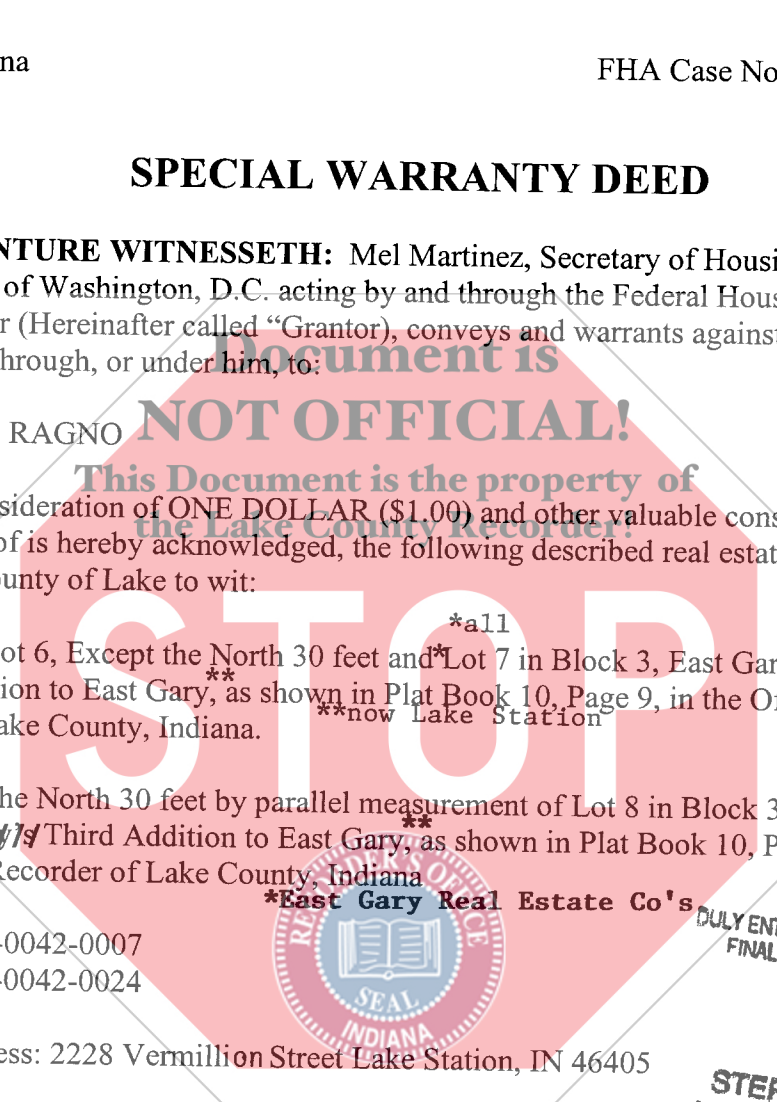 na
FHA Case No
SPECIAL WARRANTY DEED
NTURE WITNESSETH: Mel Martinez, Secretary of Housi
of Washington, D.C. acting by and through the Federal Hous
r (Hereinafter called “Grantor), conveys and warrants against
hrough, or under him, to:
Document is
NOT OFFICIAL!
RAGNO
This Document is the property of
the Lake County Recorder!
sideration of ONE DOLLAR ($1.00) and other valuable cons
of is hereby acknowledged, the following described real estat
ounty of Lake to wit:
STOP
*all
ot 6, Except the North 30 feet and*Lot 7 in Block 3, East Gar
**
ion to East Gary, as shown in Plat Book 10, Page 9, in the Of
**now Lake Station
ake County, Indiana.
he North 30 feet by parallel measurement of Lot 8 in Block 3
**
Third Addition to East Gary, as shown in Plat Book 10, P
Recorder of Lake County, Indiana
*East Gary Real Estate Co's
DULY ENT
FINAL
-0042-0007
-0042-0024
RECORDER'S OFFICE
SEAL
INDIANA
ess: 2228 Vermillion Street Lake Station, IN 46405
STEP